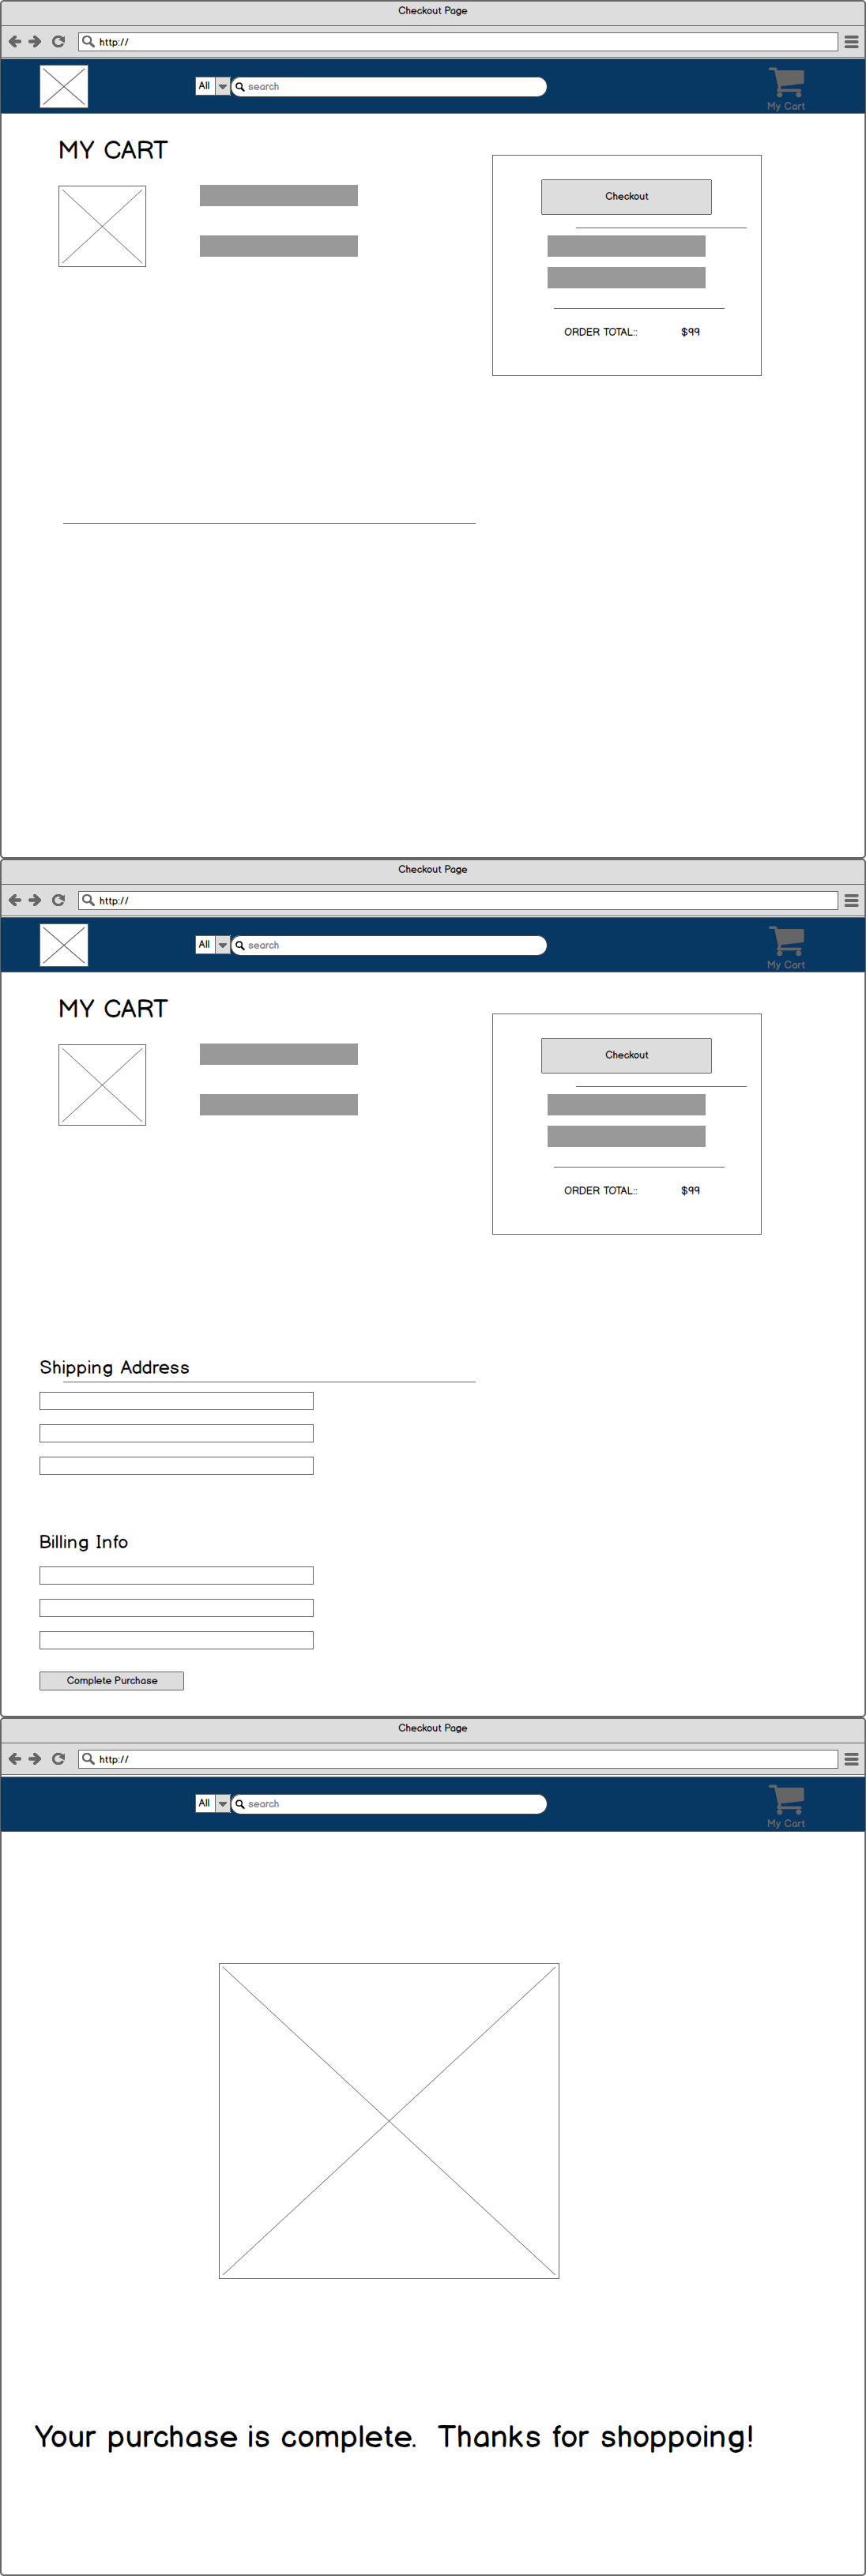 Checkout Page
http://
All
search
My Cart
MY CART
Checkout
ORDER TOTAL:: $99
Checkout Page
http://
All
search
My Cart
MY CART
Checkout
ORDER TOTAL:: $99
Shipping Address
Billing Info
Complete Purchase
Checkout Page
http://
All
search
My Cart
Your purchase is complete. Thanks for shoppoing!